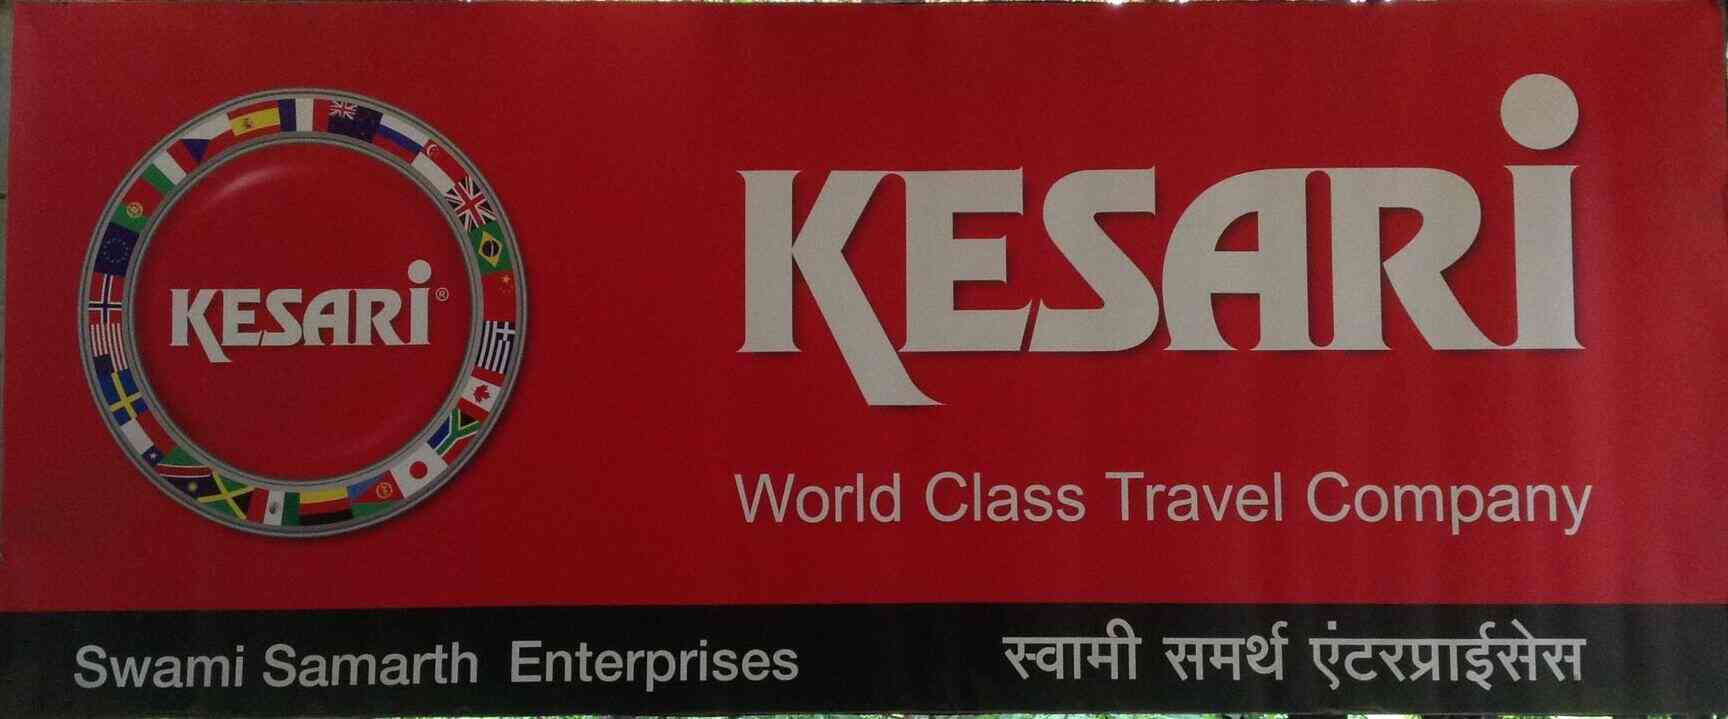 KESARi®
KESARi
World Class Travel Company
Swami Samarth Enterprises
स्वामी समर्थ एंटरप्राईसेस